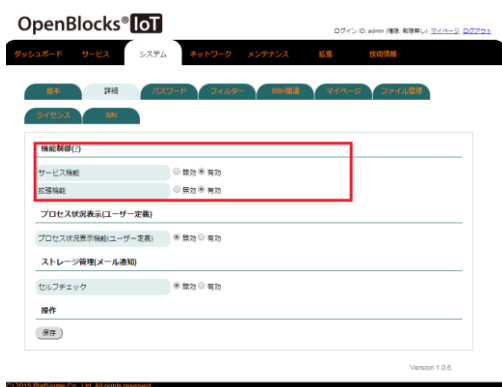 OpenBlocks® IoT
ログイン ID: admin (権限: 制限無し) マイページ ログアウト
ダッシュボード サービス システム ネットワーク メンテナンス 拡張 技術情報
基本 詳細 パスワード フィルター SSH関連 マイページ ファイル管理
ライセンス S/N
機能制御(?)
サービス機能 無効 有効
拡張機能 無効 有効
プロセス状況表示(ユーザー定義)
プロセス状況表示機能(ユーザー定義) 無効 有効
ストレージ管理(メール通知)
セルフチェック 無効 有効
操作
保存
Version 1.0.6
© 2015 Plat'Home Co., Ltd. All rights reserved.